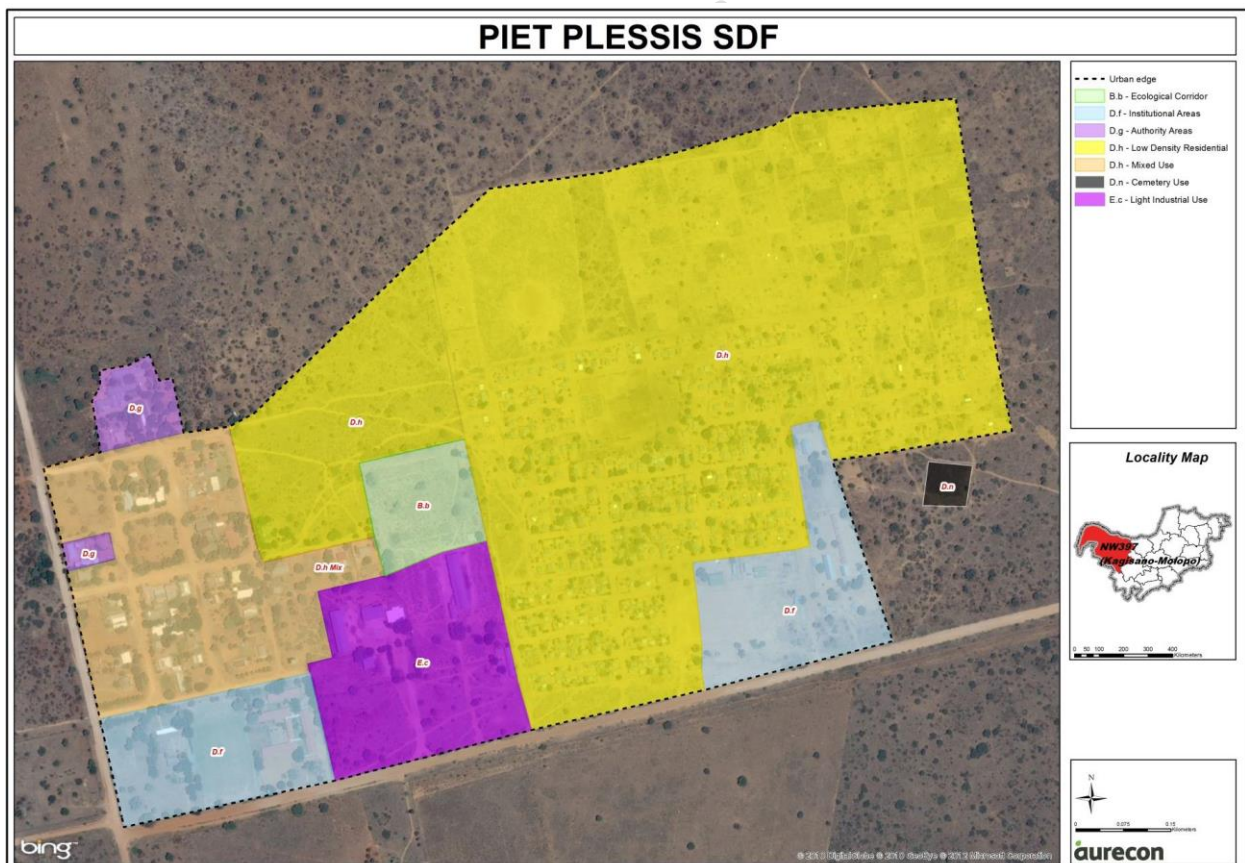 PIET PLESSIS SDF
Urban edge
B.b - Ecological Corridor
D.f - Institutional Areas
D.g - Authority Areas
D.h - Low Density Residential
D.h - Mixed Use
D.n - Cemetery Use
E.c - Light Industrial Use
D.h
D.g
D.h
D.n
B.b
D.g
D.h Mix
D.f
E.c
D.f
Locality Map
NW397
(Kagisano-Molopo)
0 50 100 200 300 400
Kilometers
N
0 0.075 0.15
Kilometers
bing
aurecon